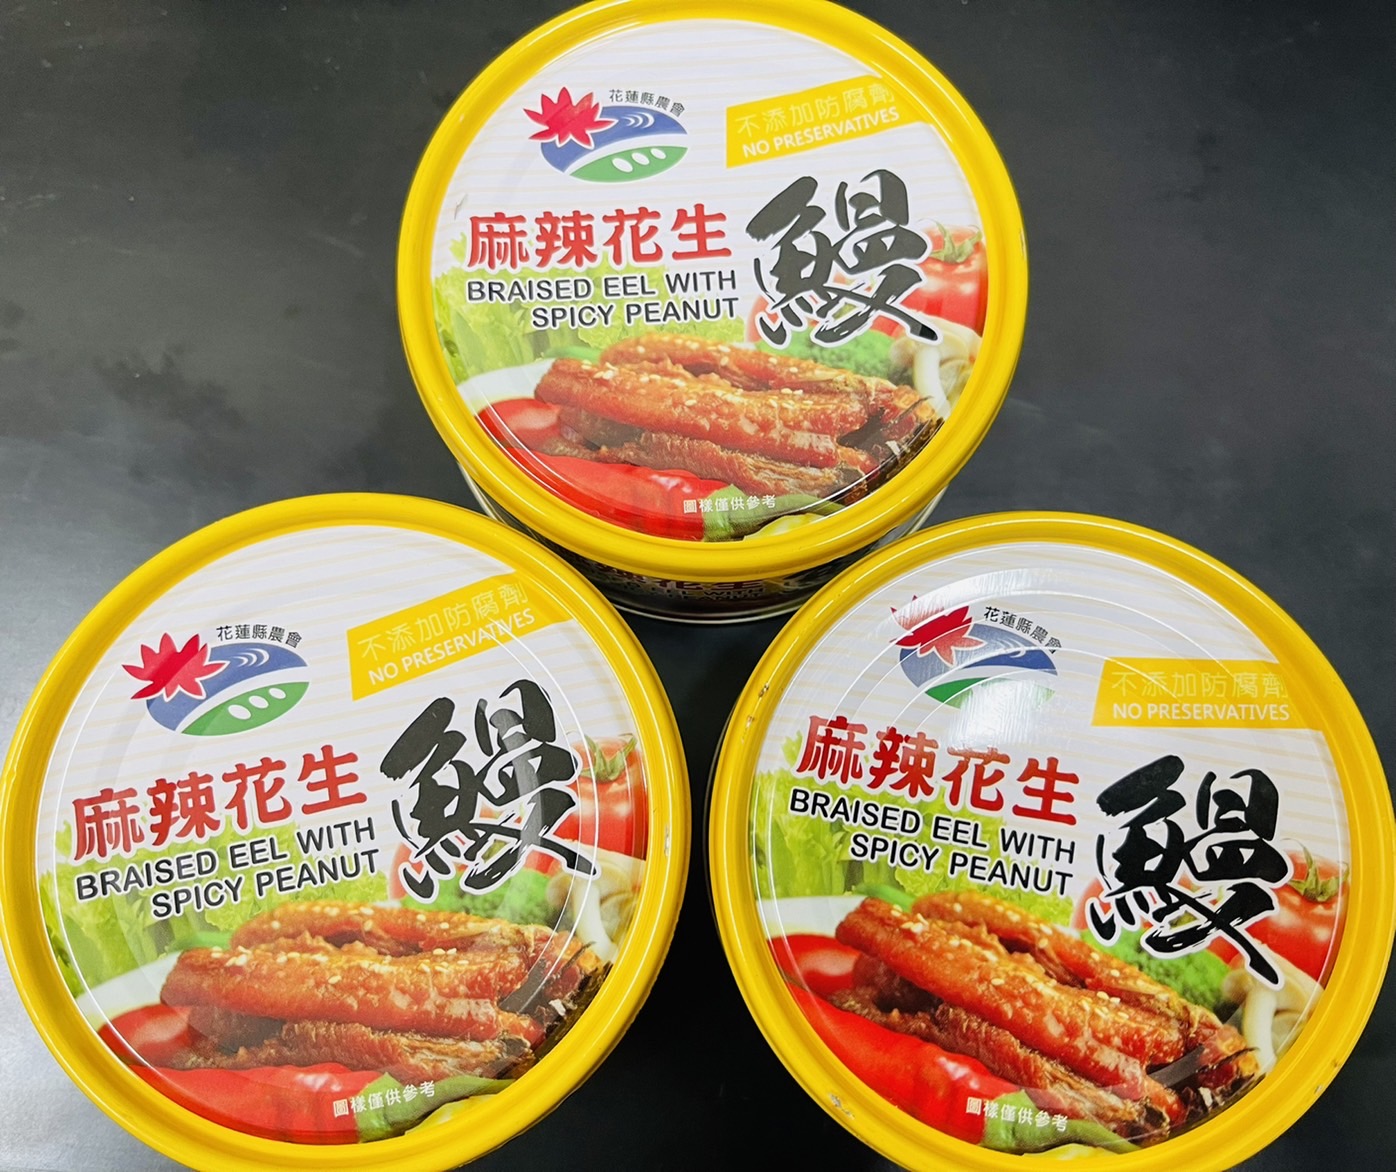 花蓮縣農會
不添加防腐劑
NO PRESERVATIVES
麻辣花生
鰻
BRAISED EEL WITH
SPICY PEANUT
圖樣僅供參考
花蓮縣農會
不添加防腐劑
NO PRESERVATIVES
麻辣花生
鰻
BRAISED EEL WITH
SPICY PEANUT
圖樣僅供參考
花蓮縣農會
不添加防腐劑
NO PRESERVATIVES
麻辣花生
鰻
BRAISED EEL WITH
SPICY PEANUT
圖樣僅供參考